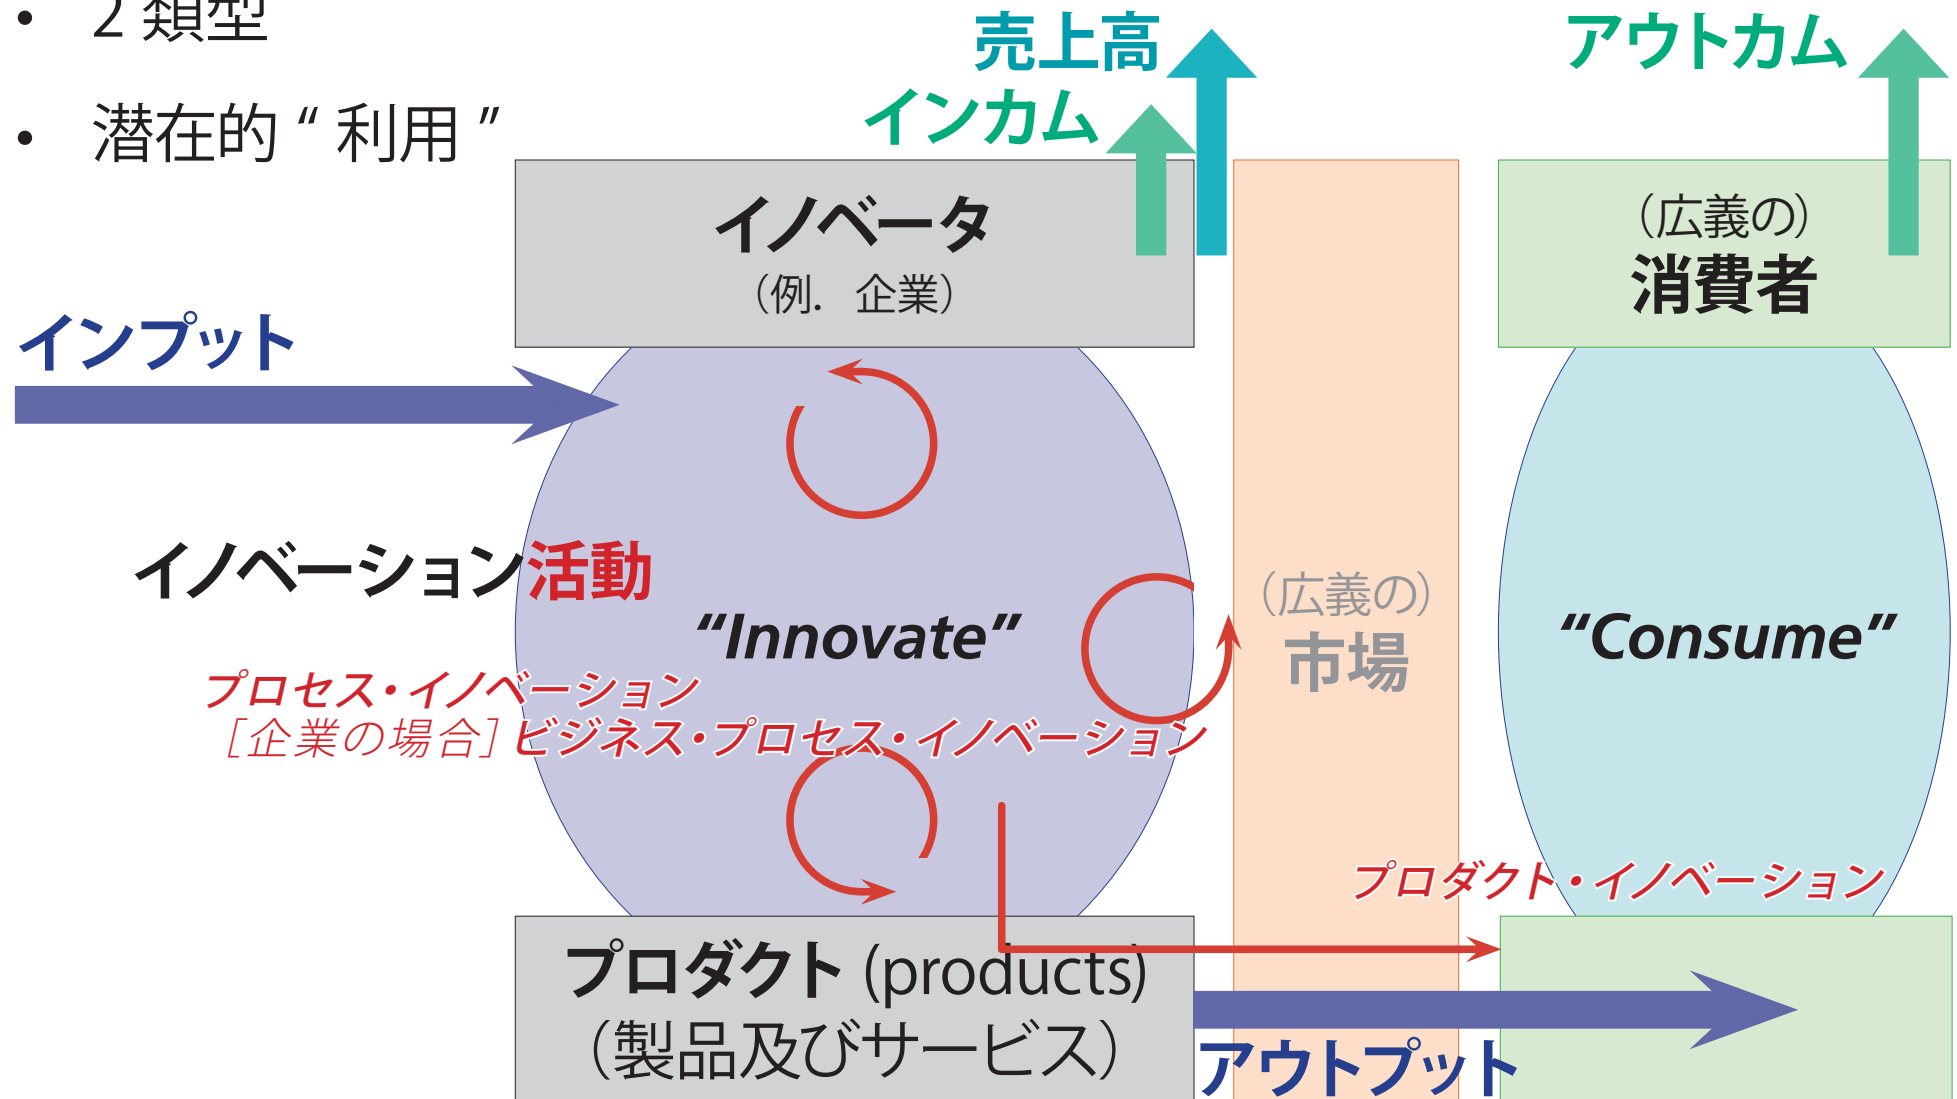 • 2 類型
• 潜在的 “ 利用 ”
売上高
インカム
アウトカム
イノベータ
（例． 企業）
（広義の）
消費者
インプット
イノベーション活動
“Innovate”
（広義の）
市場
“Consume”
プロセス・イノベーション
［企業の場合］ビジネス・プロセス・イノベーション
プロダクト・イノベーション
プロダクト (products)
（製品及びサービス）
アウトプット